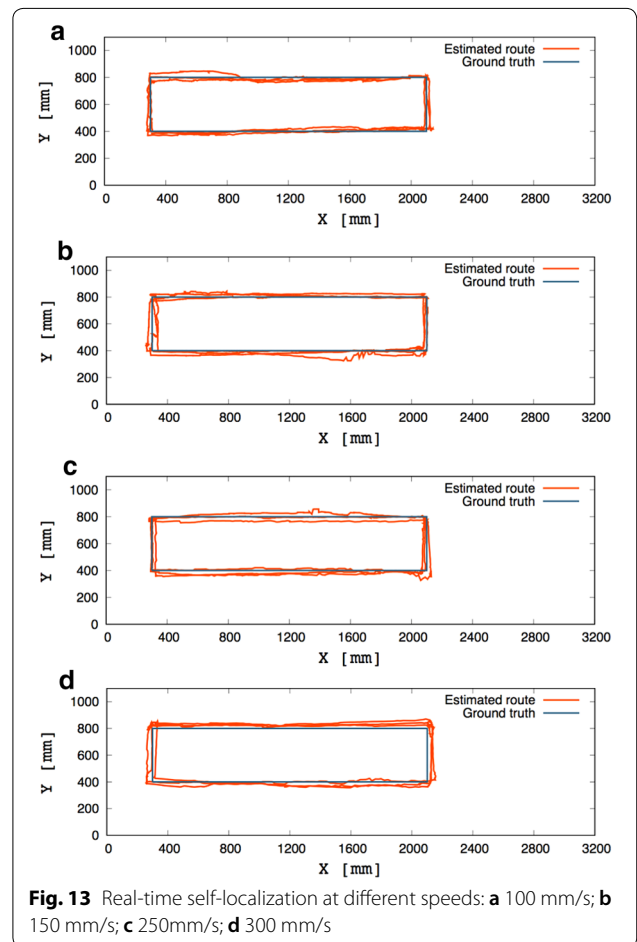 a
Estimated route
Ground truth
1000
800
600
400
200
0
Y [mm]
0 400 800 1200 1600 2000 2400 2800 3200
X [mm]
b
Estimated route
Ground truth
1000
800
600
400
200
0
Y [mm]
0 400 800 1200 1600 2000 2400 2800 3200
X [mm]
c
Estimated route
Ground truth
1000
800
600
400
200
0
Y [mm]
0 400 800 1200 1600 2000 2400 2800 3200
X [mm]
d
Estimated route
Ground truth
1000
800
600
400
200
0
Y [mm]
0 400 800 1200 1600 2000 2400 2800 3200
X [mm]
Fig. 13 Real-time self-localization at different speeds: a 100 mm/s; b
150 mm/s; c 250mm/s; d 300 mm/s